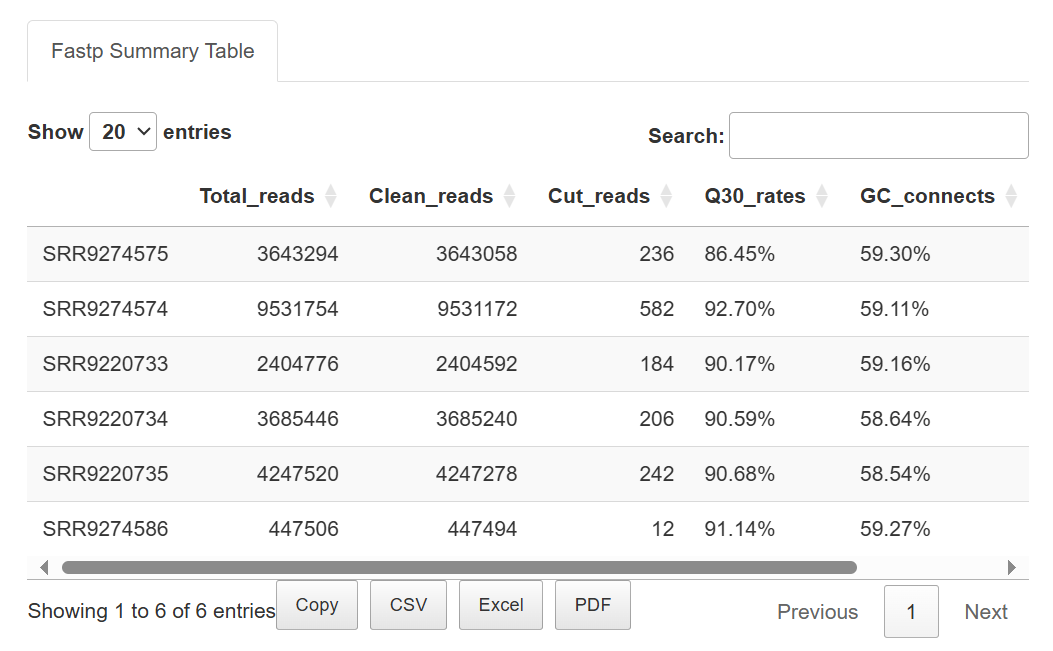 Fastp Summary Table
Show 20 entries
Search:
Total_reads Clean_reads Cut_reads Q30_rates GC_connects
SRR9274575 3643294 3643058 236 86.45% 59.30%
SRR9274574 9531754 9531172 582 92.70% 59.11%
SRR9220733 2404776 2404592 184 90.17% 59.16%
SRR9220734 3685446 3685240 206 90.59% 58.64%
SRR9220735 4247520 4247278 242 90.68% 58.54%
SRR9274586 447506 447494 12 91.14% 59.27%
Showing 1 to 6 of 6 entries Copy CSV Excel PDF Previous 1 Next